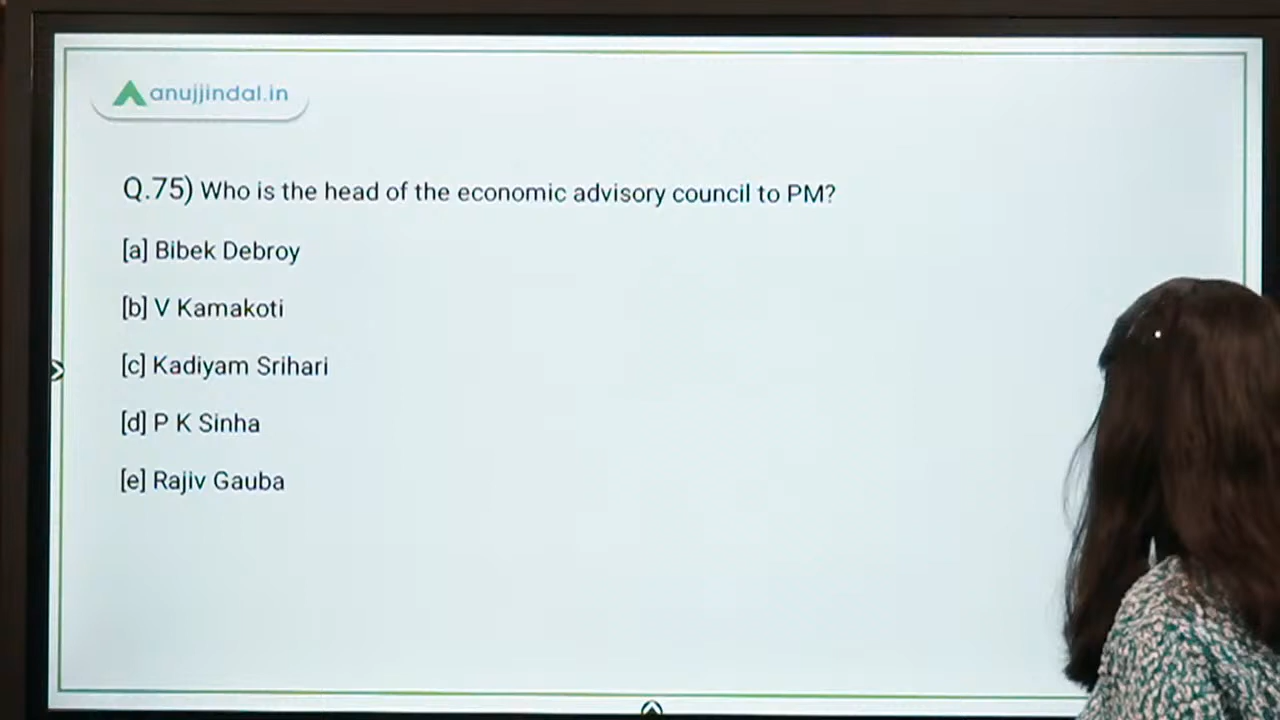 anujjindal.in
Q.75) Who is the head of the economic advisory council to PM?
[a] Bibek Debroy
[b] V Kamakoti
[c] Kadiyam Srihari
[d] P K Sinha
[e] Rajiv Gauba